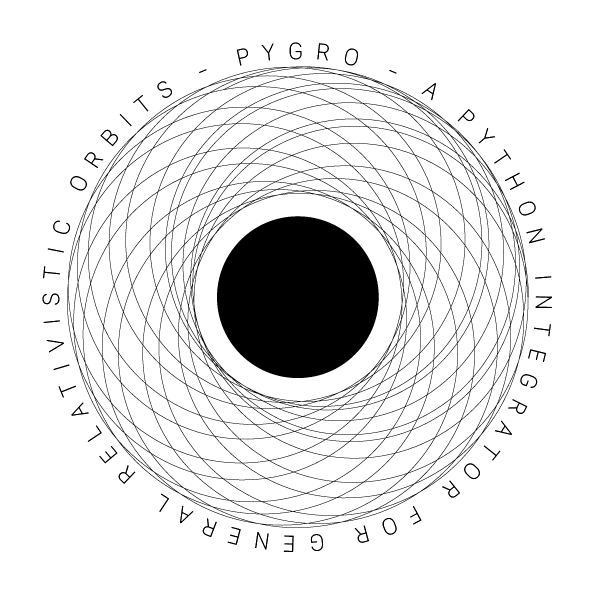 - PYGRO - A PYTHON INTEGRATOR FOR GENERAL RELATIVISTIC ORBITS